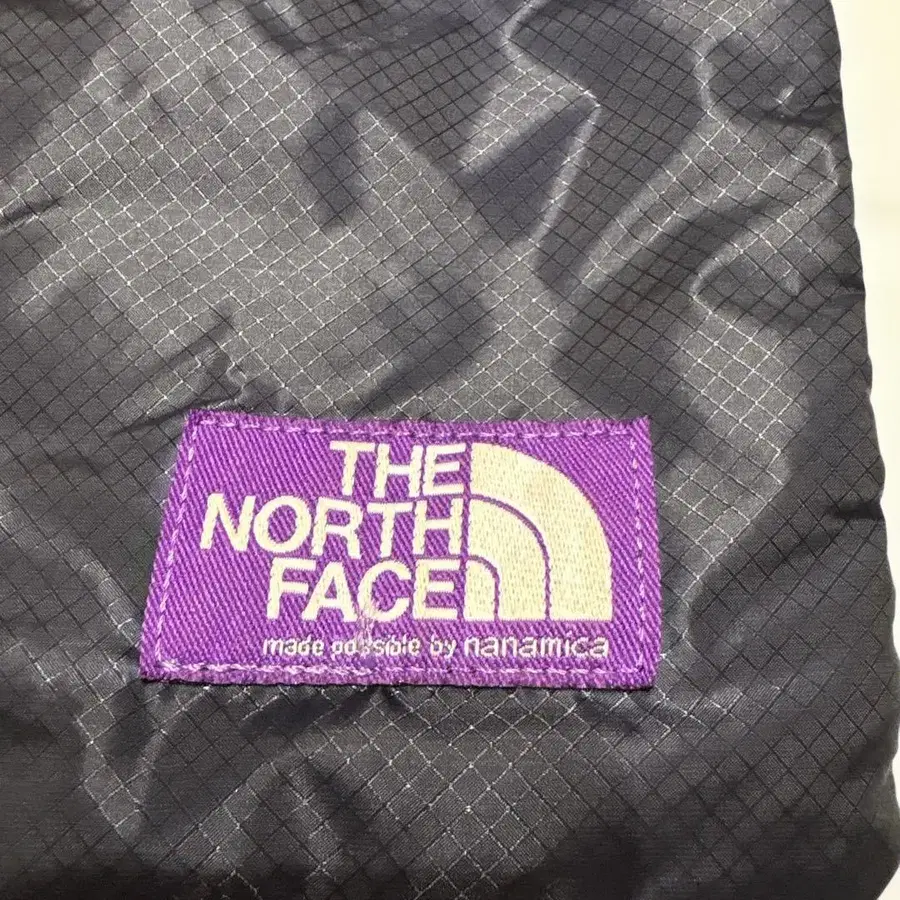 THE
NORTH
FACE
made possible by nanamica